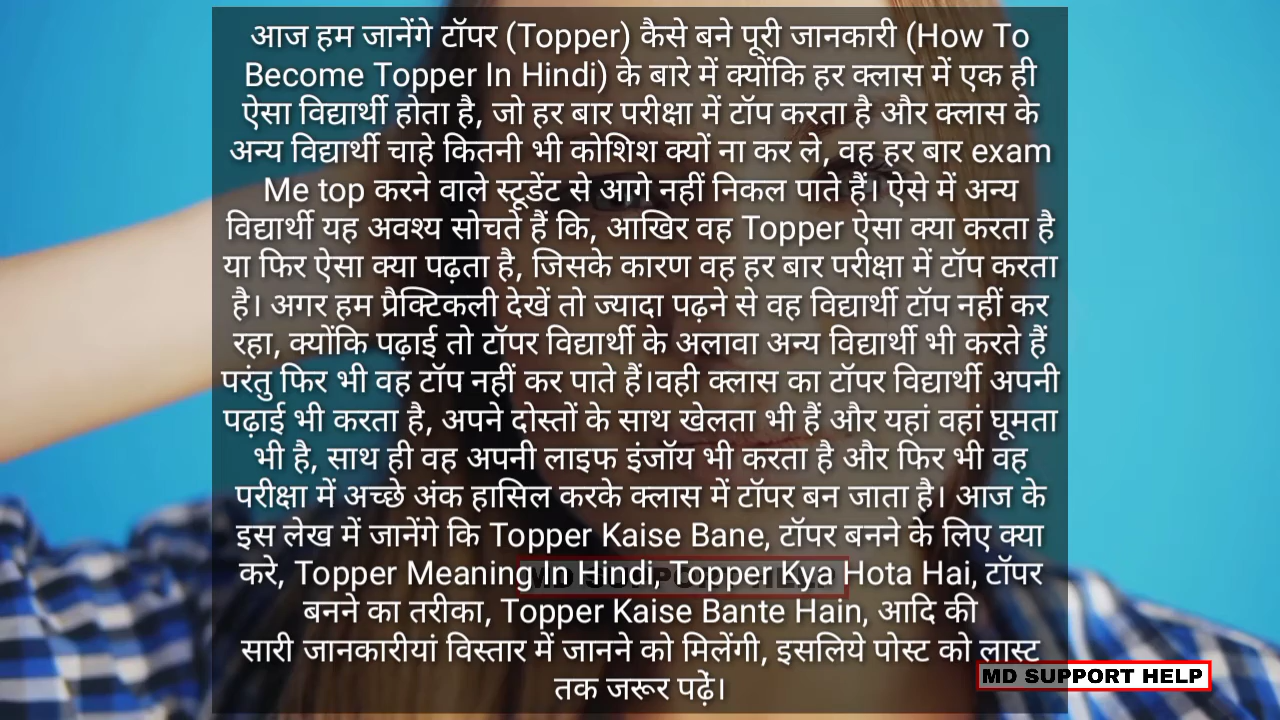 आज हम जानेंगे टॉपर (Topper) कैसे बने पूरी जानकारी (How To
Become Topper In Hindi) के बारे में क्योंकि हर क्लास में एक ही
ऐसा विद्यार्थी होता है, जो हर बार परीक्षा में टॉप करता है और क्लास के
अन्य विद्यार्थी चाहे कितनी भी कोशिश क्यों ना कर ले, वह हर बार exam
Me top करने वाले स्टूडेंट से आगे नहीं निकल पाते हैं। ऐसे में अन्य
विद्यार्थी यह अवश्य सोचते हैं कि, आखिर वह Topper ऐसा क्या करता है
या फिर ऐसा क्या पढ़ता है, जिसके कारण वह हर बार परीक्षा में टॉप करता
है। अगर हम प्रैक्टिकली देखें तो ज्यादा पढ़ने से वह विद्यार्थी टॉप नहीं कर
रहा, क्योंकि पढ़ाई तो टॉपर विद्यार्थी के अलावा अन्य विद्यार्थी भी करते हैं
परंतु फिर भी वह टॉप नहीं कर पाते हैं।वही क्लास का टॉपर विद्यार्थी अपनी
पढ़ाई भी करता है, अपने दोस्तों के साथ खेलता भी हैं और यहां वहां घूमता
भी है, साथ ही वह अपनी लाइफ इंजॉय भी करता है और फिर भी वह
परीक्षा में अच्छे अंक हासिल करके क्लास में टॉपर बन जाता है। आज के
इस लेख में जानेंगे कि Topper Kaise Bane, टॉपर बनने के लिए क्या
करे, Topper Meaning In Hindi, Topper Kya Hota Hai, टॉपर
बनने का तरीका, Topper Kaise Bante Hain, आदि की
सारी जानकारीयां विस्तार में जानने को मिलेंगी, इसलिये पोस्ट को लास्ट
तक जरूर पढ़ें।
MD SUPPORT HELP